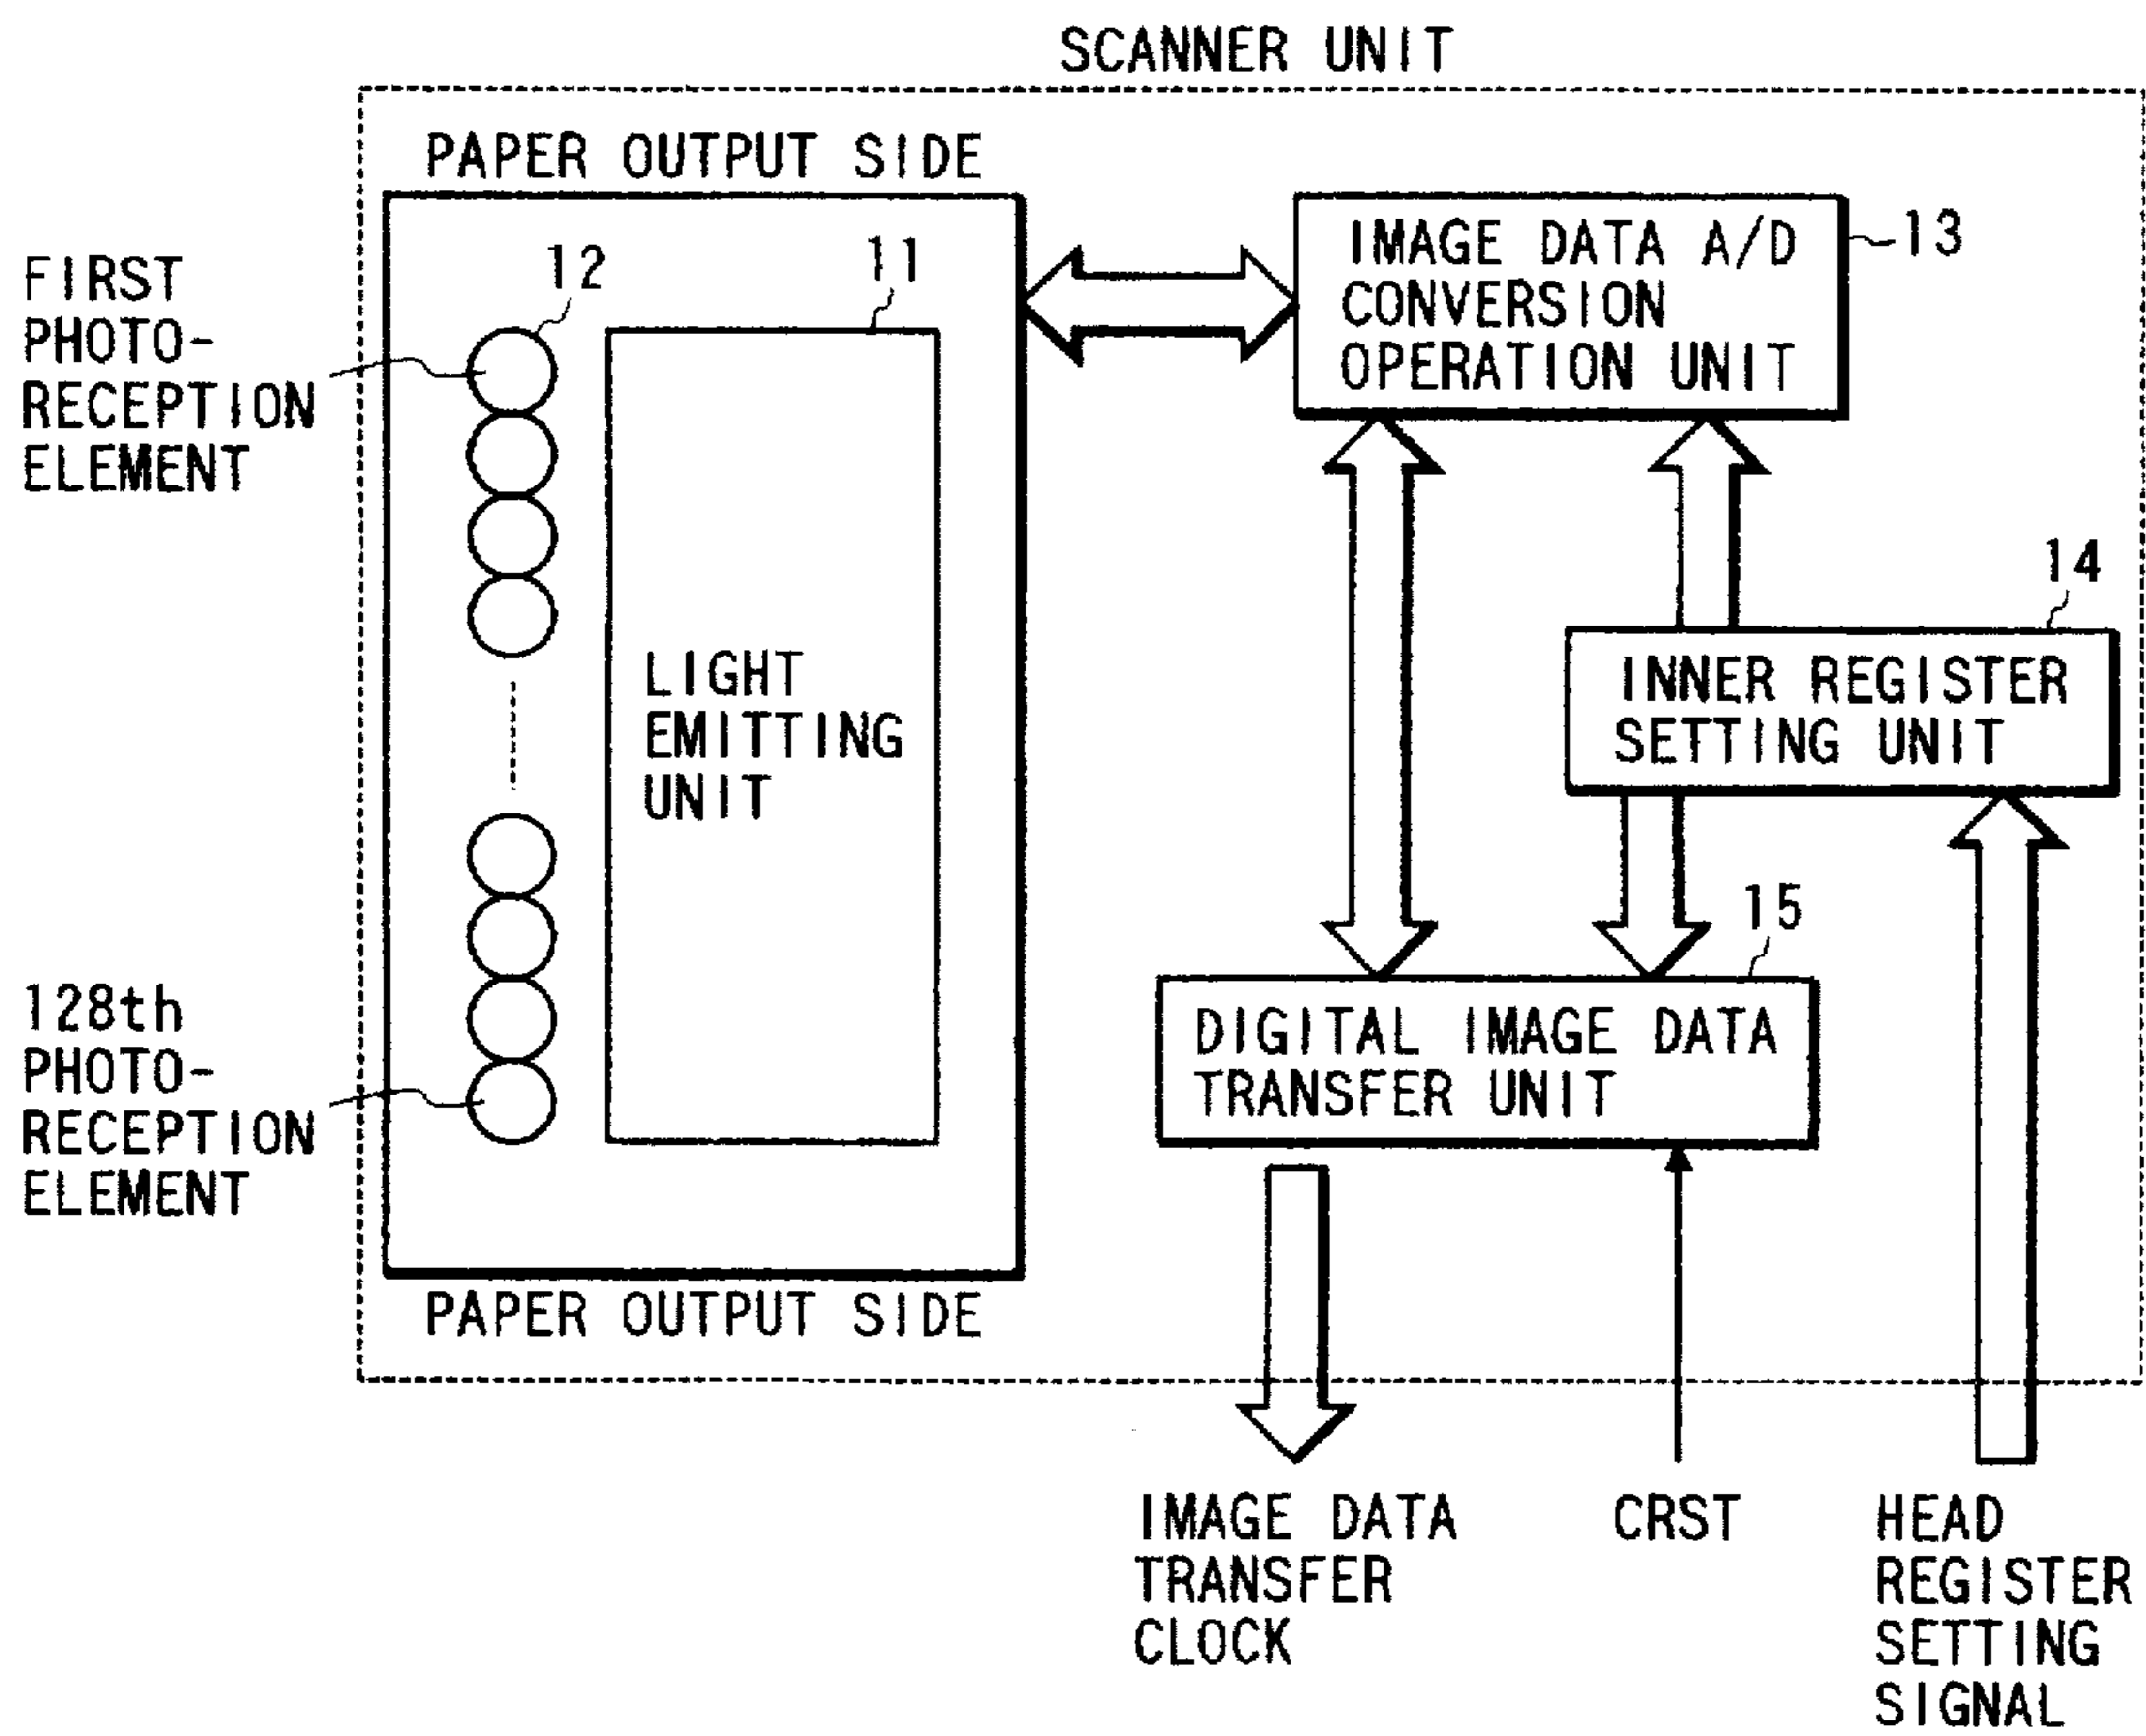 SCANNER UNIT
PAPER OUTPUT SIDE
FIRST
PHOTO-
RECEPTION
ELEMENT
12
11
LIGHT
EMITTING
UNIT
128th
PHOTO-
RECEPTION
ELEMENT
PAPER OUTPUT SIDE
IMAGE DATA A/D
CONVERSION
OPERATION UNIT
13
14
INNER REGISTER
SETTING UNIT
15
DIGITAL IMAGE DATA
TRANSFER UNIT
IMAGE DATA
TRANSFER
CLOCK
CRST
HEAD
REGISTER
SETTING
SIGNAL